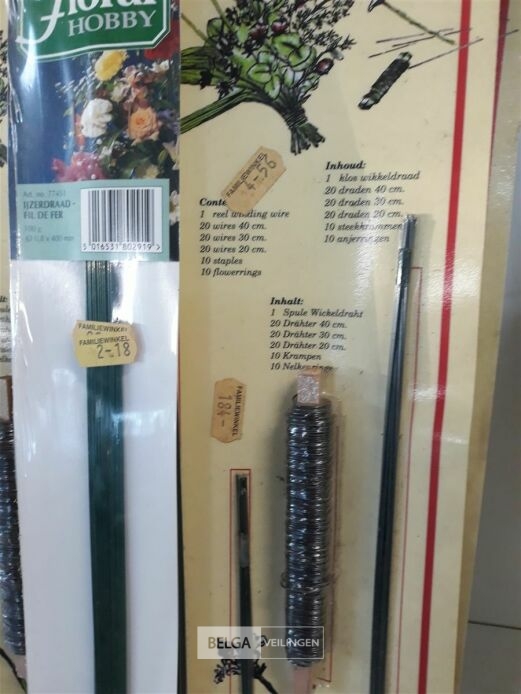 Floral
HOBBY
Art. no. 77451
IJZERDRAAD -
FIL DE FER
100 g
5 016531 802919 >
FAMILIEWINKEL
FAMILIEWINKEL
2-.18
FAMILIEWINKEL
1 reel winding wire
20 wires 40 cm.
20 wires 30 cm.
20 wires 20 cm.
10 staples
10 flowerrings
Inhoud:
1 klos wikkeldraad
20 draden 40 cm.
20 draden 30 cm.
20 draden 20 cm.
10 steekkrammen
10 anjerringen
Inhalt:
1 Spule Wickeldraht
20 Drähter 40 cm.
20 Drähter 30 cm.
20 Drähter 20 cm.
10 Krampen
FAMILIEWINKEL
184-
BELGA VEILINGEN